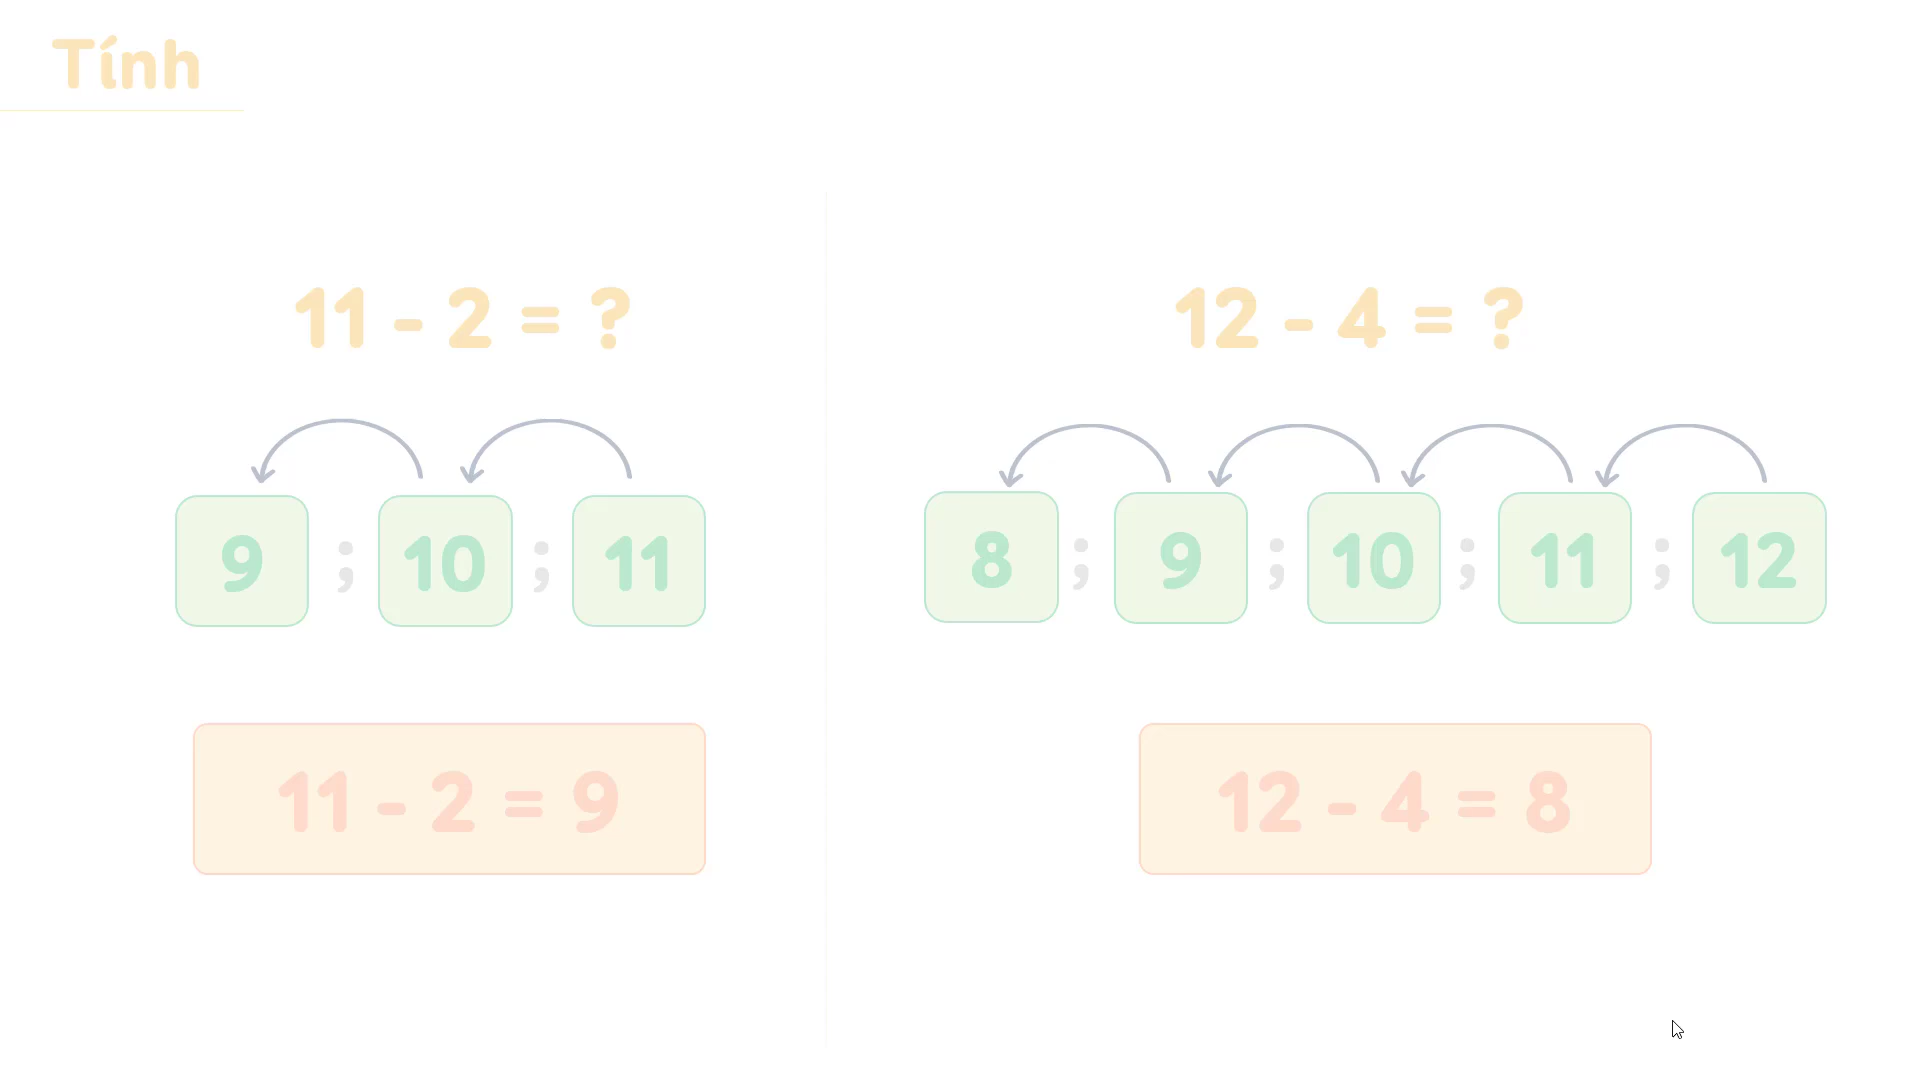 Tính
11 - 2 = ?
9 ; 10 ; 11
11 - 2 = 9
12 - 4 = ?
8 ; 9 ; 10 ; 11 ; 12
12 - 4 = 8